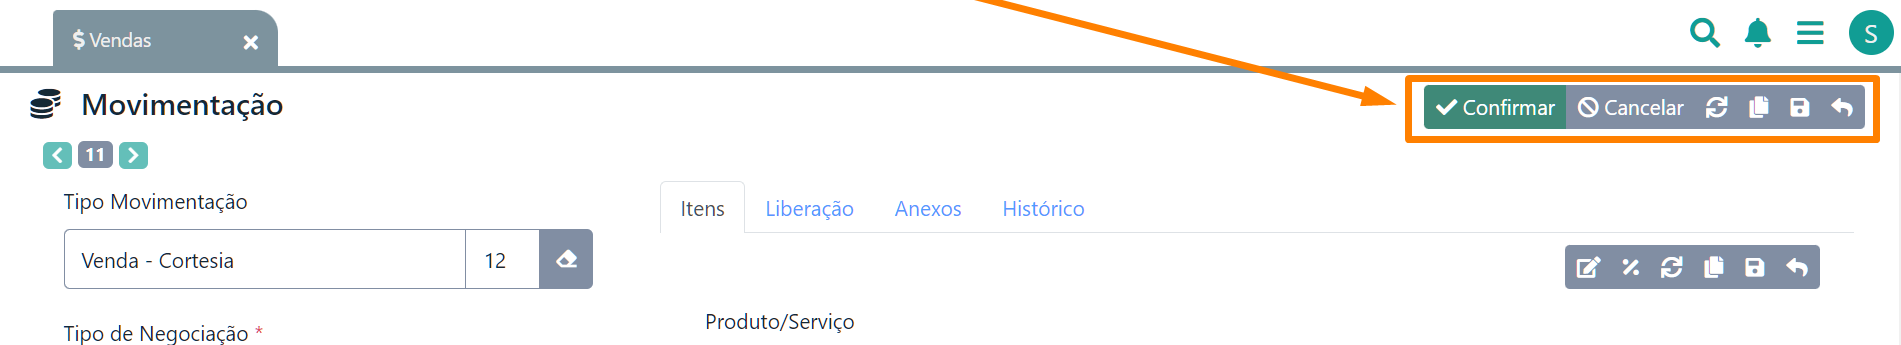 $ Vendas
S
Movimentação
Confirmar Cancelar
11
Tipo Movimentação
Venda - Cortesia 12
Tipo de Negociação *
Itens Liberação Anexos Histórico
%
Produto/Serviço